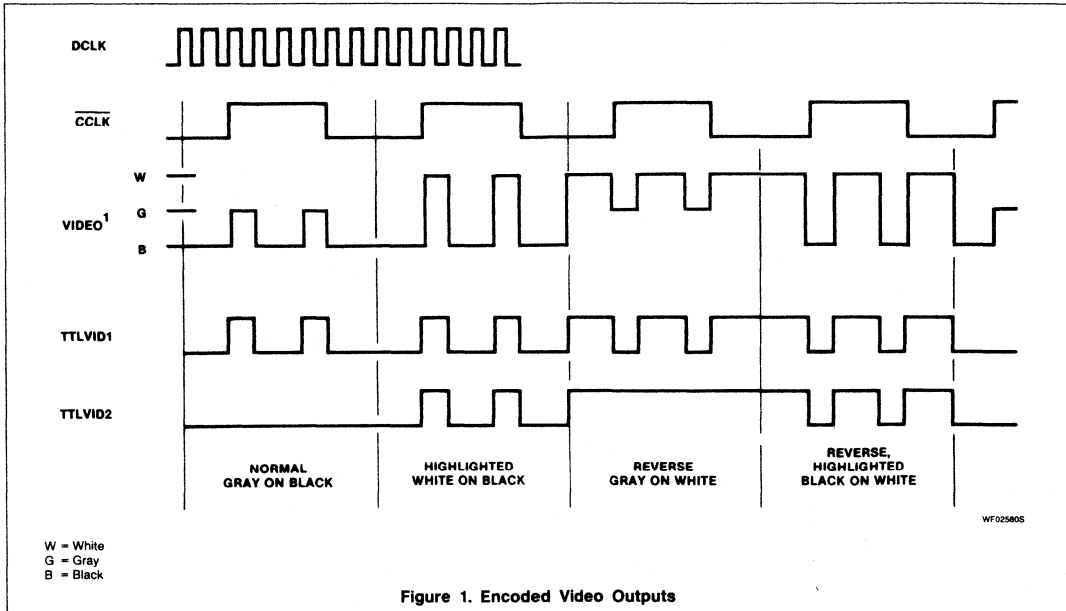 DCLK
CCLK
W
G
VIDEO1
B
TTLVID1
TTLVID2
NORMAL
GRAY ON BLACK
HIGHLIGHTED
WHITE ON BLACK
REVERSE
GRAY ON WHITE
REVERSE,
HIGHLIGHTED
BLACK ON WHITE
WF02580S
W = White
G = Gray
B = Black
Figure 1. Encoded Video Outputs